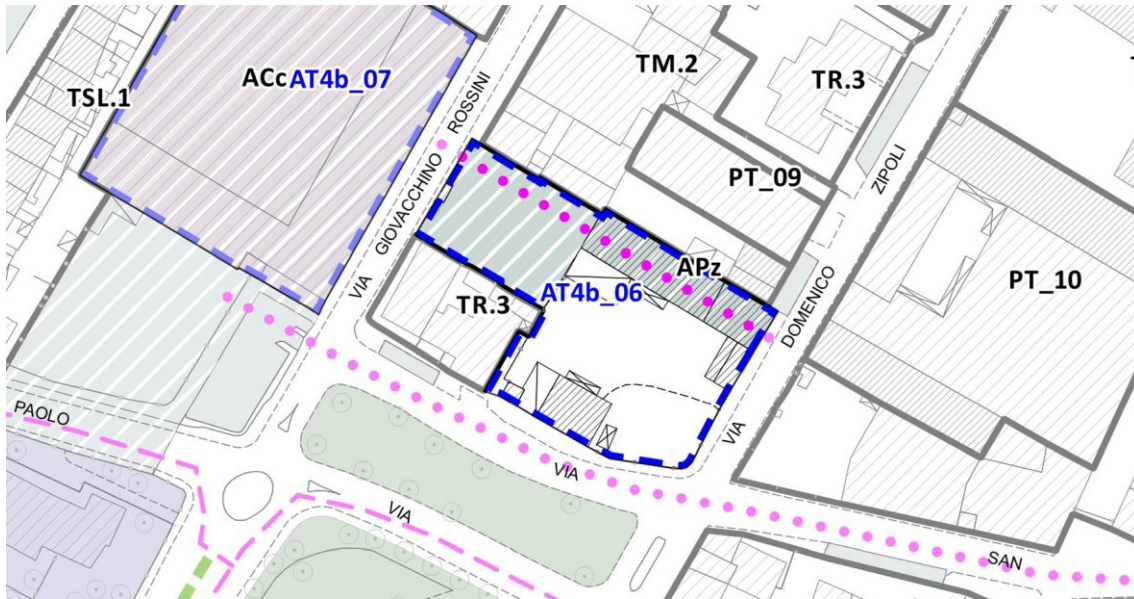 TSL.1
ACc AT4b_07
TM.2
TR.3
ROSSINI
GIOVACCHINO
VIA
PT_09
ZIPOLI
APz
AT4b_06
TR.3
DOMENICO
PT_10
PAOLO
VIA
VIA
VIA
SAN